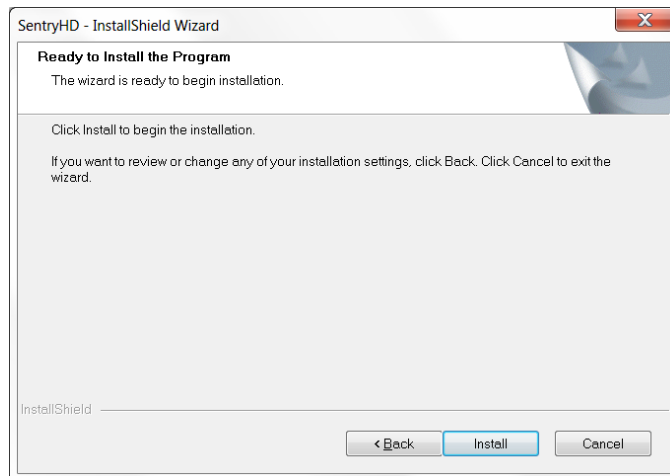 SentryHD - InstallShield Wizard
Ready to Install the Program
The wizard is ready to begin installation.
Click Install to begin the installation.
If you want to review or change any of your installation settings, click Back. Click Cancel to exit the
wizard.
InstallShield
< Back Install Cancel